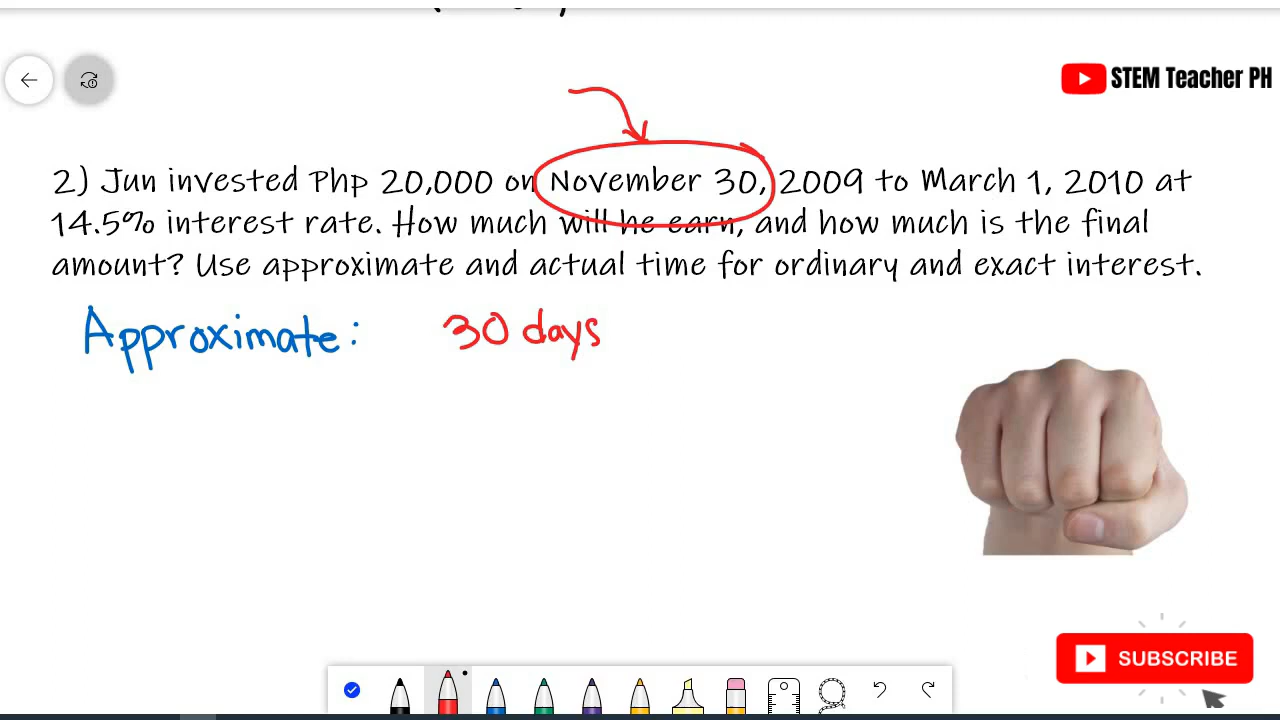 STEM Teacher PH
2) Jun invested Php 20,000 on November 30, 2009 to March 1, 2010 at
14.5% interest rate. How much will he earn, and how much is the final
amount? Use approximate and actual time for ordinary and exact interest.
Approximate: 30 days
SUBSCRIBE